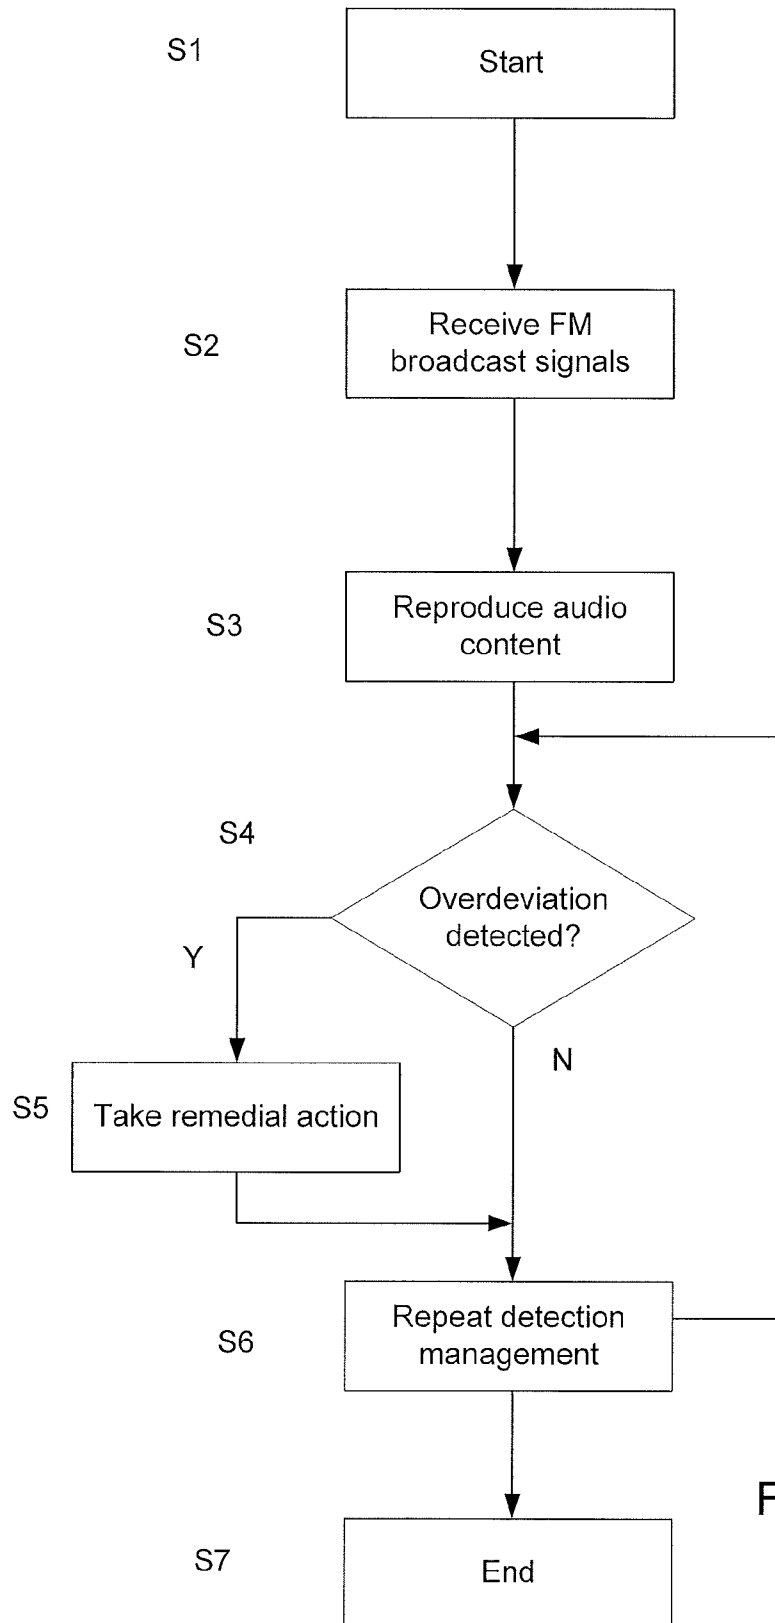 S1
Start
S2
Receive FM
broadcast signals
S3
Reproduce audio
content
S4
Overdeviation
detected?
Y
N
S5
Take remedial action
S6
Repeat detection
management
F
S7
End